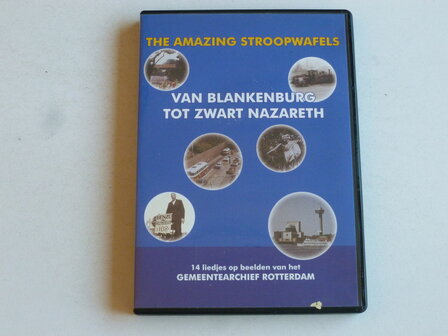 THE AMAZING STROOPWAFELS
VAN BLANKENBURG
TOT ZWART NAZARETH
14 liedjes op beelden van het
GEMEENTEARCHIEF ROTTERDAM